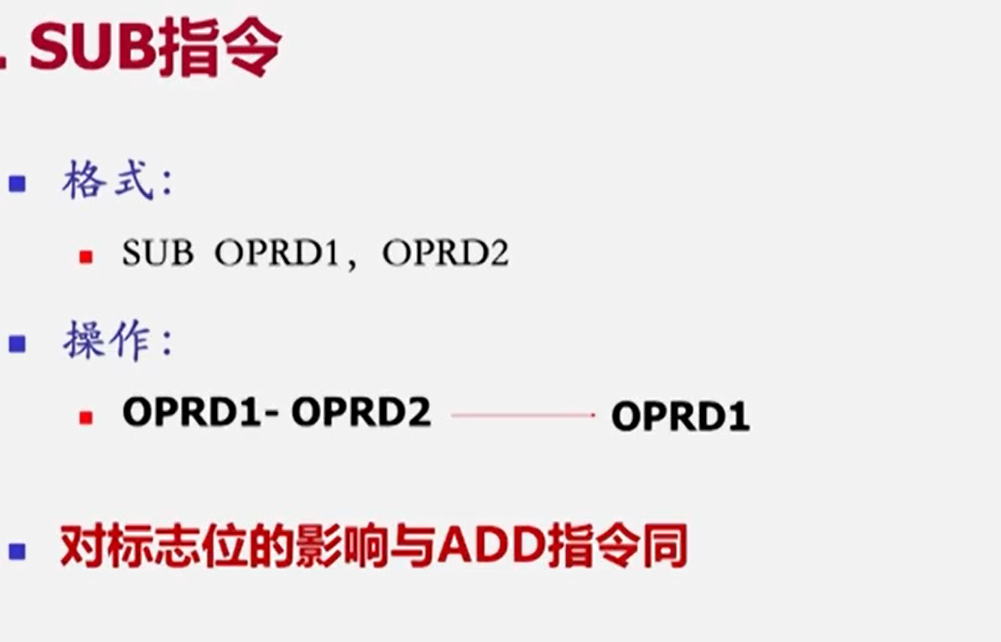 . SUB指令
格式：
SUB OPRD1，OPRD2
操作：
OPRD1- OPRD2 OPRD1
对标志位的影响与ADD指令同